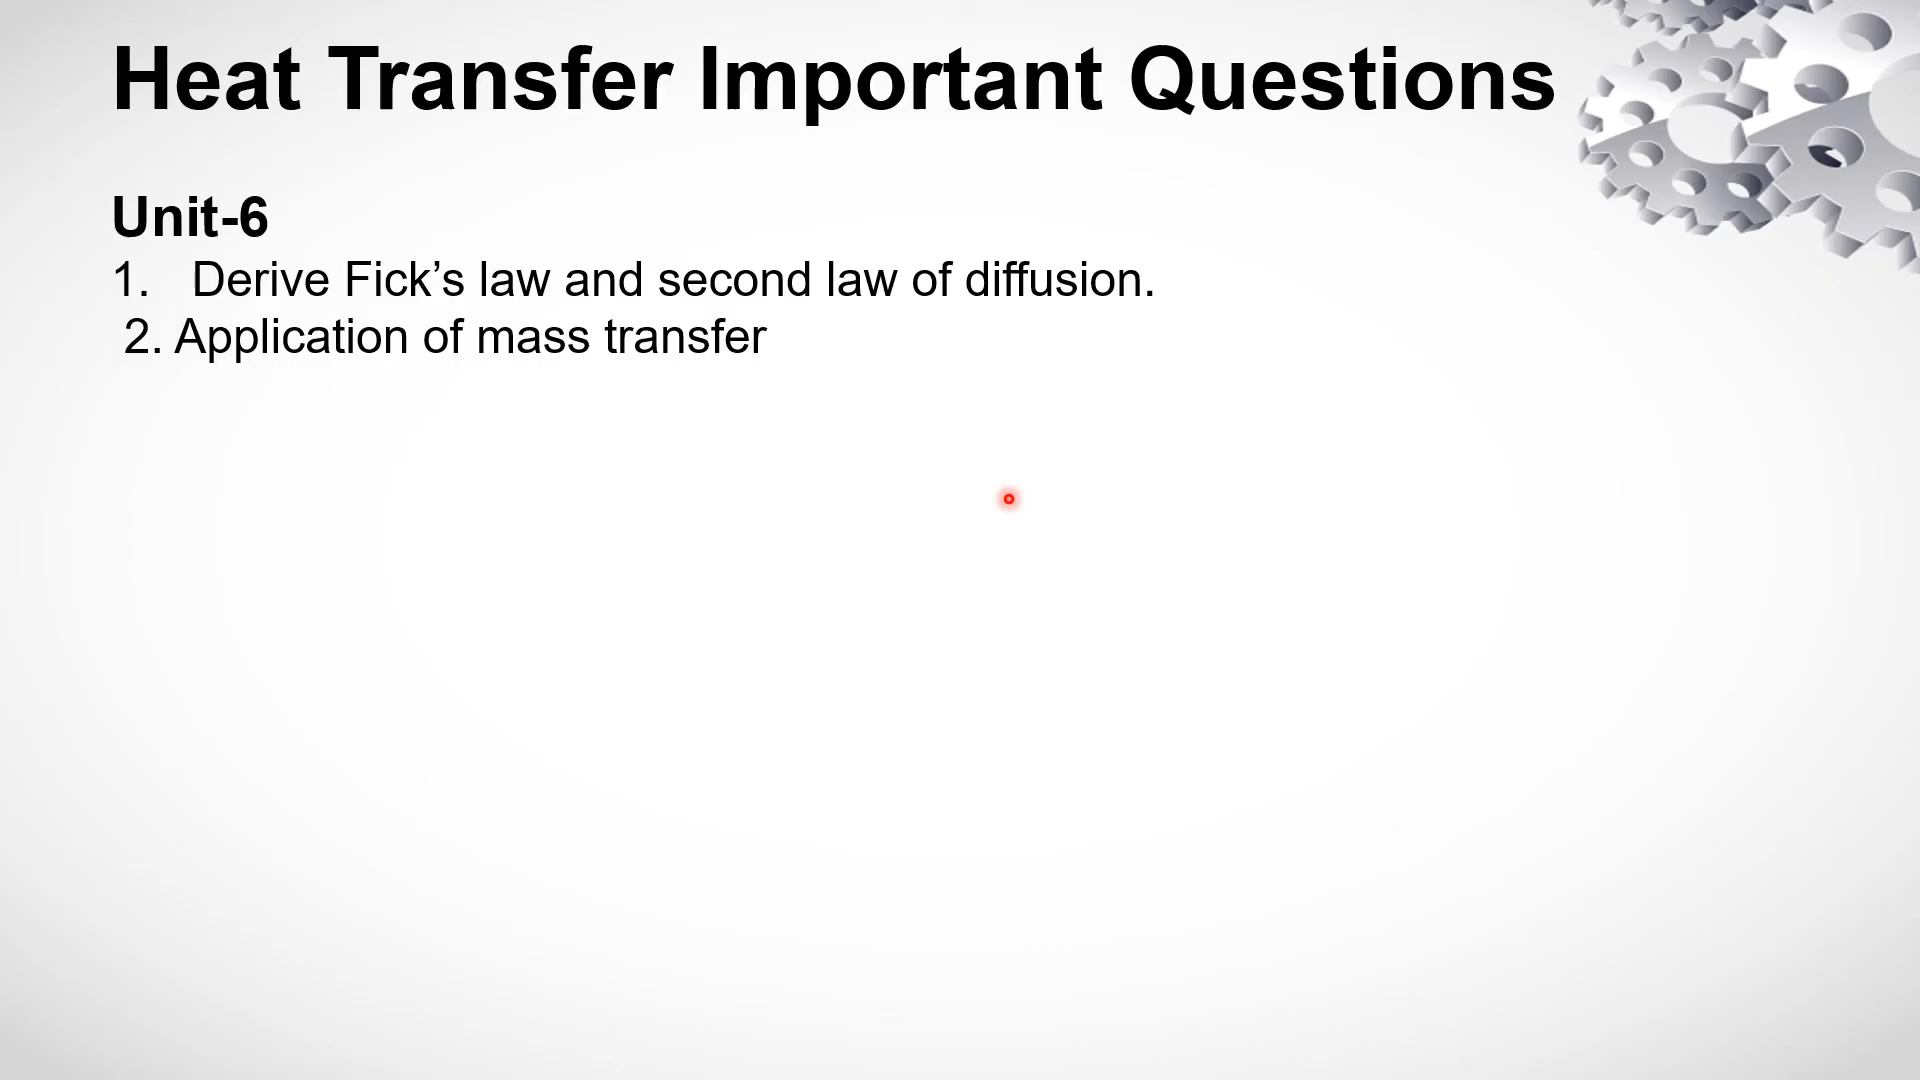 Heat Transfer Important Questions
Unit-6
1. Derive Fick’s law and second law of diffusion.
2. Application of mass transfer